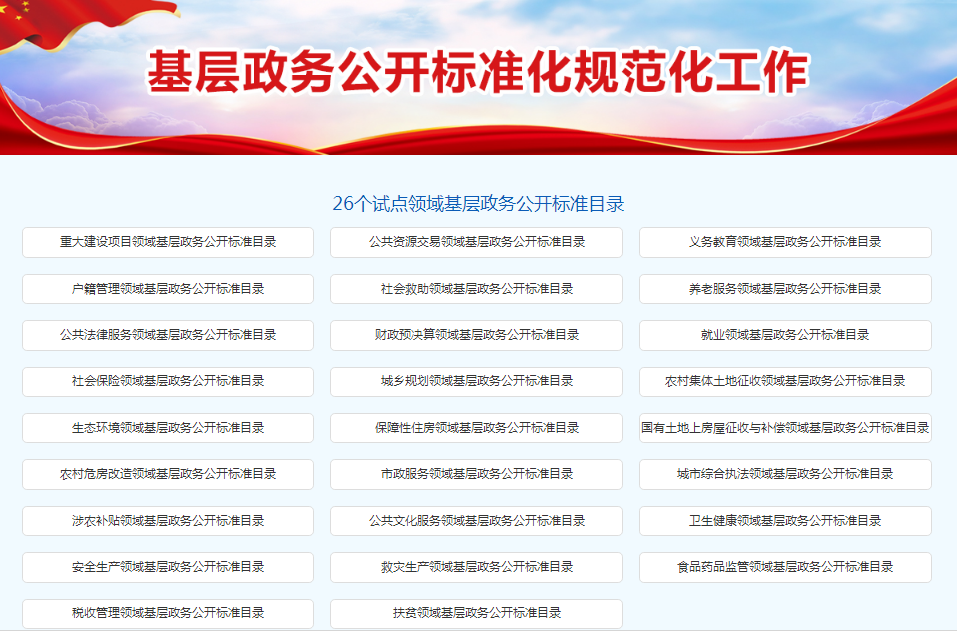 基层政务公开标准化规范化工作
26个试点领域基层政务公开标准目录
重大建设项目领域基层政务公开标准目录
公共资源交易领域基层政务公开标准目录
义务教育领域基层政务公开标准目录
户籍管理领域基层政务公开标准目录
社会救助领域基层政务公开标准目录
养老服务领域基层政务公开标准目录
公共法律服务领域基层政务公开标准目录
财政预决算领域基层政务公开标准目录
就业领域基层政务公开标准目录
社会保险领域基层政务公开标准目录
城乡规划领域基层政务公开标准目录
农村集体土地征收领域基层政务公开标准目录
生态环境领域基层政务公开标准目录
保障性住房领域基层政务公开标准目录
国有土地上房屋征收与补偿领域基层政务公开标准目录
农村危房改造领域基层政务公开标准目录
市政服务领域基层政务公开标准目录
城市综合执法领域基层政务公开标准目录
涉农补贴领域基层政务公开标准目录
公共文化服务领域基层政务公开标准目录
卫生健康领域基层政务公开标准目录
安全生产领域基层政务公开标准目录
救灾生产领域基层政务公开标准目录
食品药品监管领域基层政务公开标准目录
税收管理领域基层政务公开标准目录
扶贫领域基层政务公开标准目录